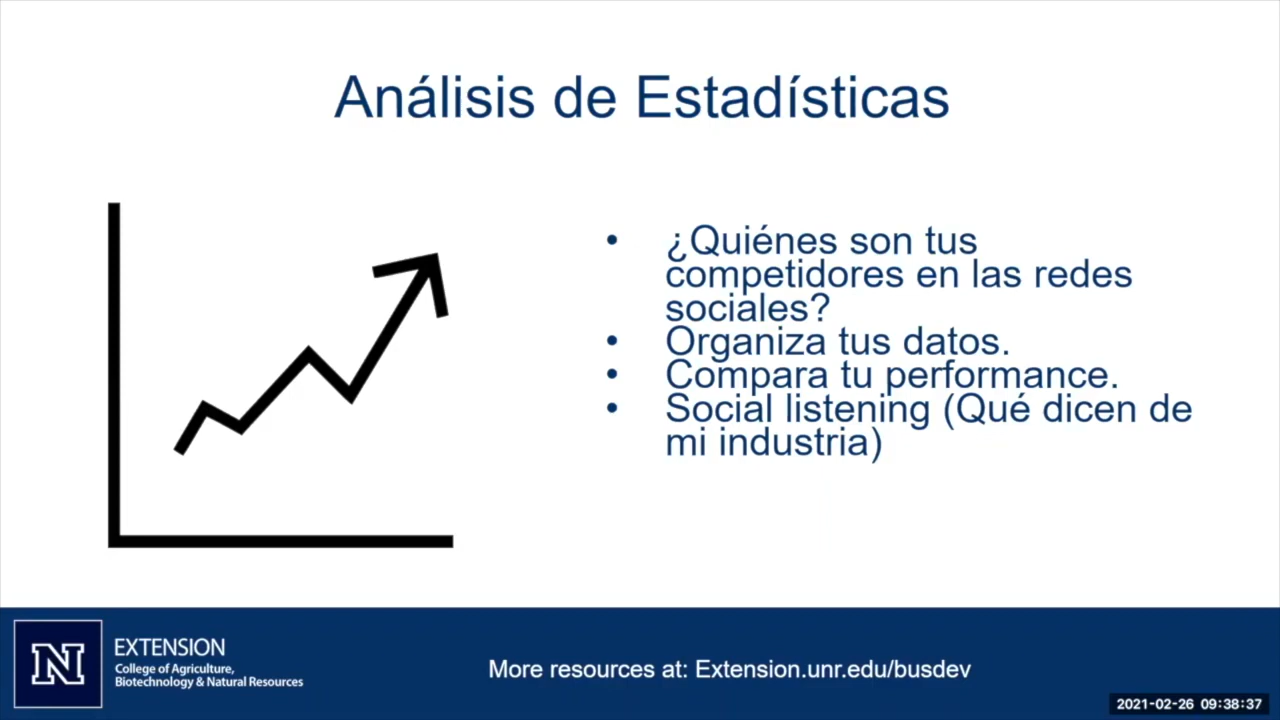 Análisis de Estadísticas
• ¿Quiénes son tus
competidores en las redes
sociales?
• Organiza tus datos.
• Compara tu performance.
• Social listening (Qué dicen de
mi industria)
N
EXTENSION
College of Agriculture,
Biotechnology & Natural Resources
More resources at: Extension.unr.edu/busdev
2021-02-26 09:38:37